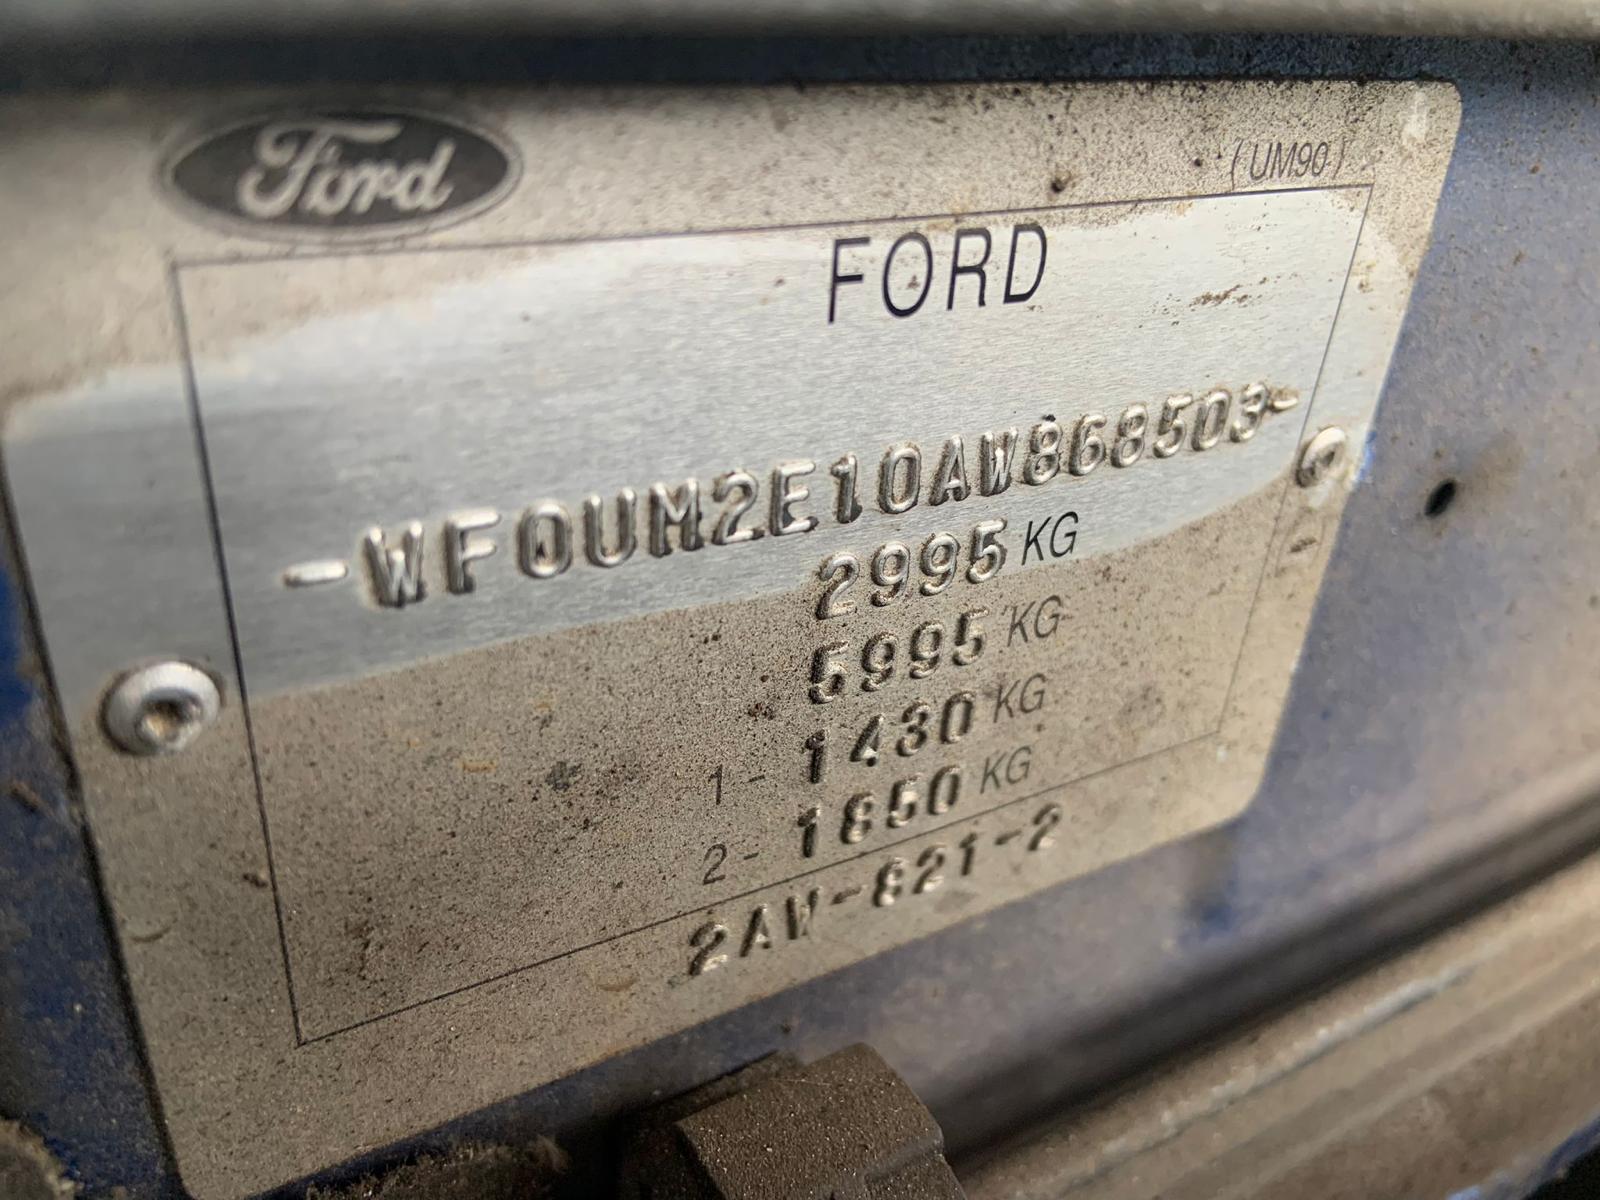 Ford
(UM90)
FORD
-WF0UM2E10AW868503-
2995 KG
5995 KG
1- 1430 KG
2- 1850 KG
2AW-821-2